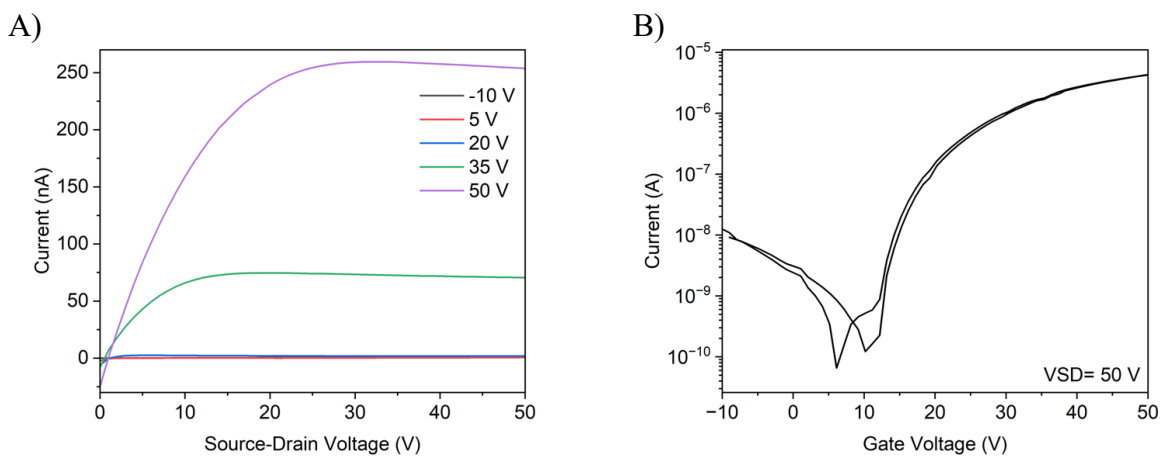 A)
250
200
150
100
50
0
Current (nA)
-10 V
5 V
20 V
35 V
50 V
0
10
20
30
40
50
Source-Drain Voltage (V)
B)
10⁻⁵
10⁻⁶
10⁻⁷
10⁻⁸
10⁻⁹
10⁻¹⁰
Current (A)
VSD= 50 V
−10
0
10
20
30
40
50
Gate Voltage (V)